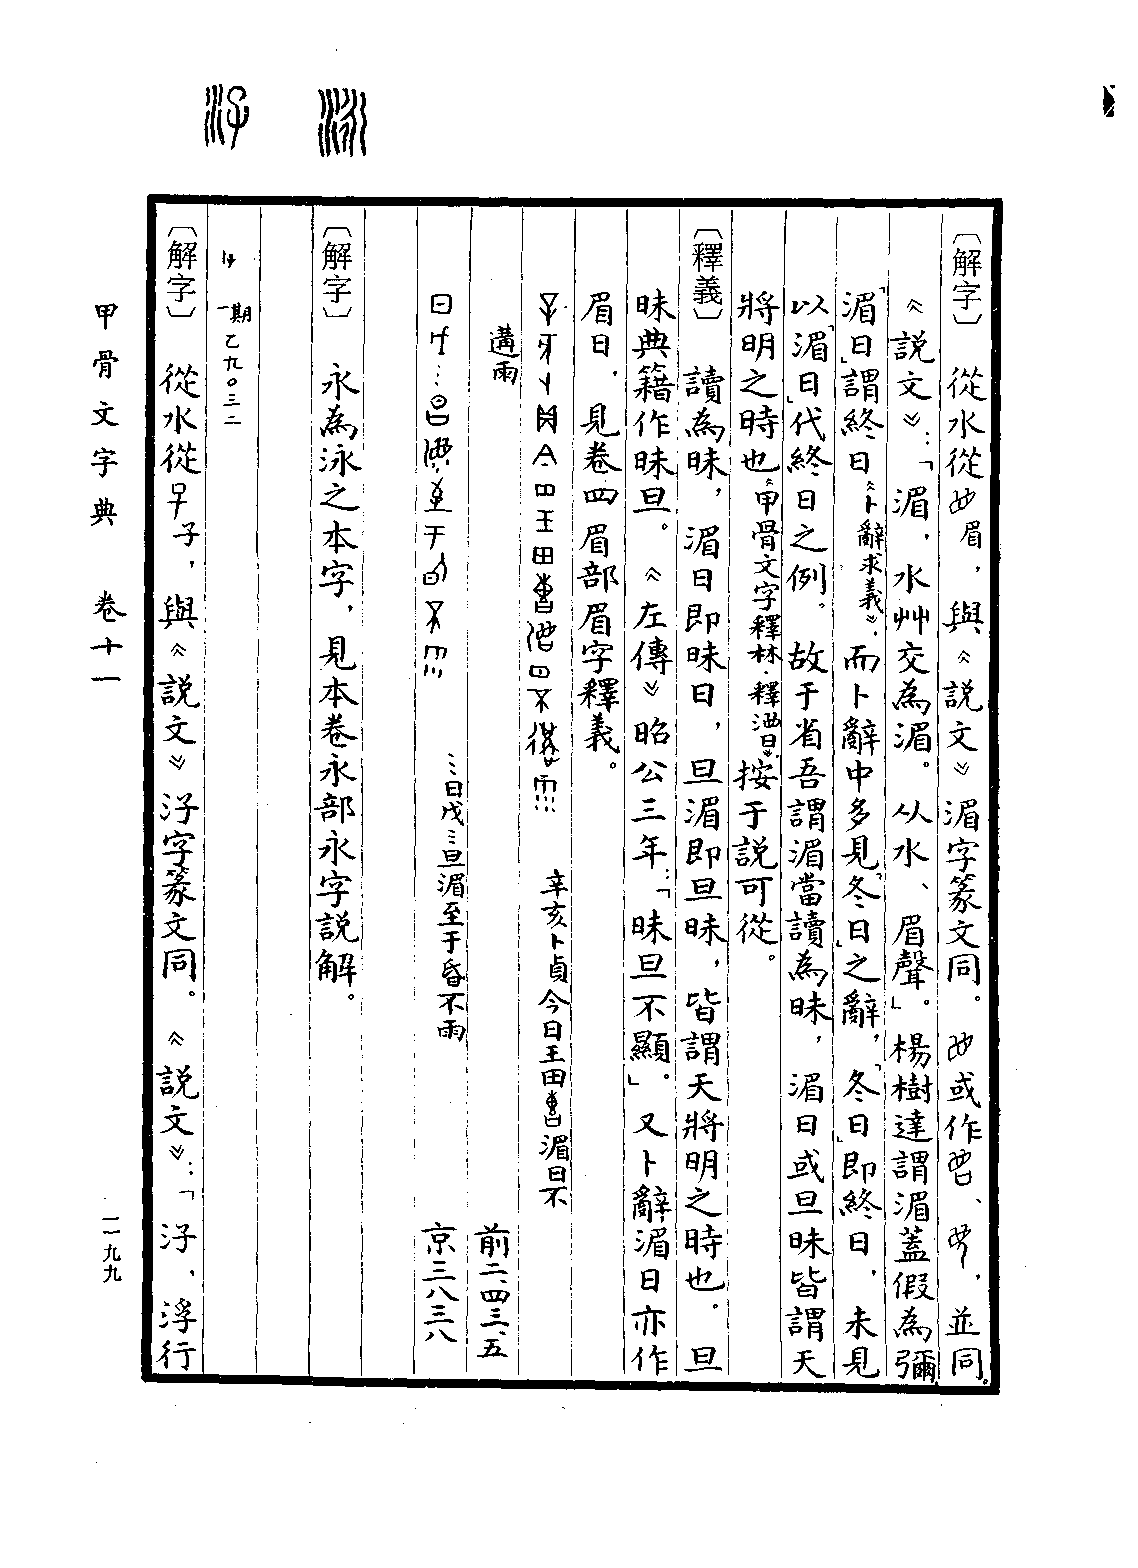 〔解字〕 從水從眉，與《説文》湄字篆文同。或作、，並同。
《説文》：「湄，水艸交為湄。从水、眉聲」。楊樹達謂湄蓋假為彌
「湄日」謂終日《卜辭求義》，而卜辭中多見「冬日」之辭，「冬日」即終日，未見
以「湄日」代終日之例。故于省吾謂湄當讀為昧，湄日或旦昧皆謂天
將明之時也《甲骨文字釋林·釋湄日》。按于説可從。
〔釋義〕 讀為昧，湄日即昧日，旦湄即旦昧，皆謂天將明之時也。旦
昧典籍作昧旦。《左傳》昭公三年：「昧旦不顯」。又卜辭湄日亦作
眉日，見卷四眉部眉字釋義。
辛亥卜貞今日王田湄日不
遘雨 前二、四三、五
…日戊…旦湄至于昏不雨 京三八三八
〔解字〕 永為泳之本字，見本卷永部永字説解。
一期乙九〇三二
〔解字〕 從水從子，與《説文》汓字篆文同。《説文》：「汓，浮行
甲骨文字典 卷十一 一一九九